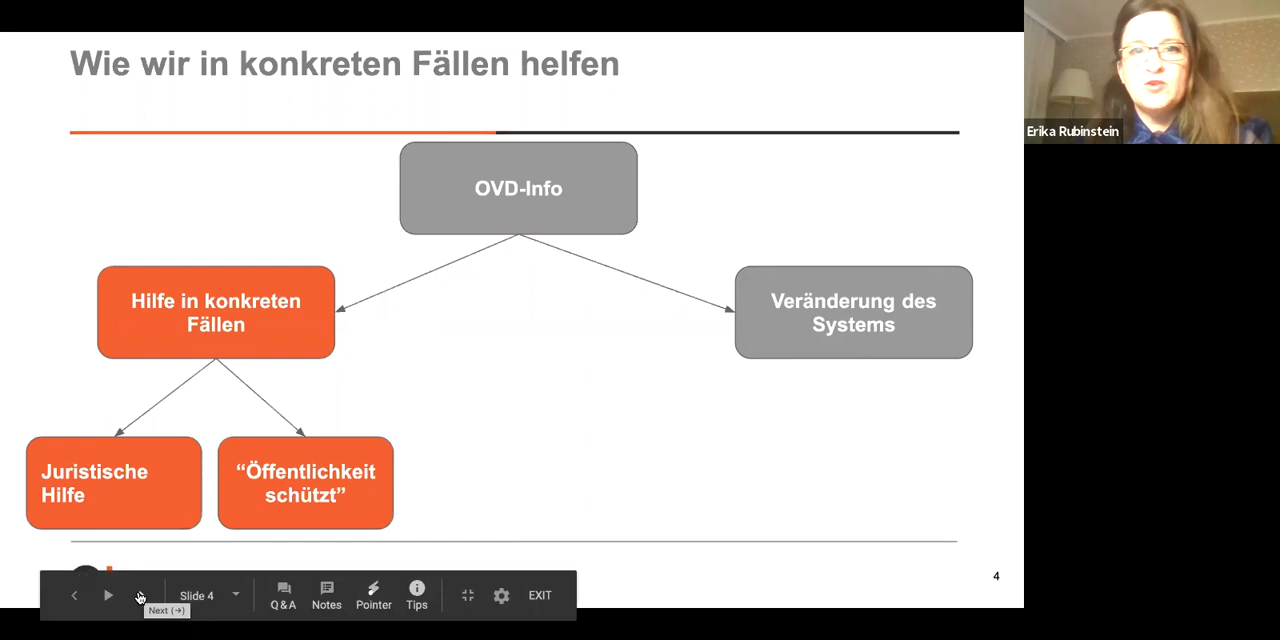 Wie wir in konkreten Fällen helfen
Erika Rubinstein
OVD-Info
Hilfe in konkreten
Fällen
Veränderung des
Systems
Juristische
Hilfe
“Öffentlichkeit
schützt”
4
Slide 4
Q&A
Notes
Pointer
Tips
EXIT
Next (→)